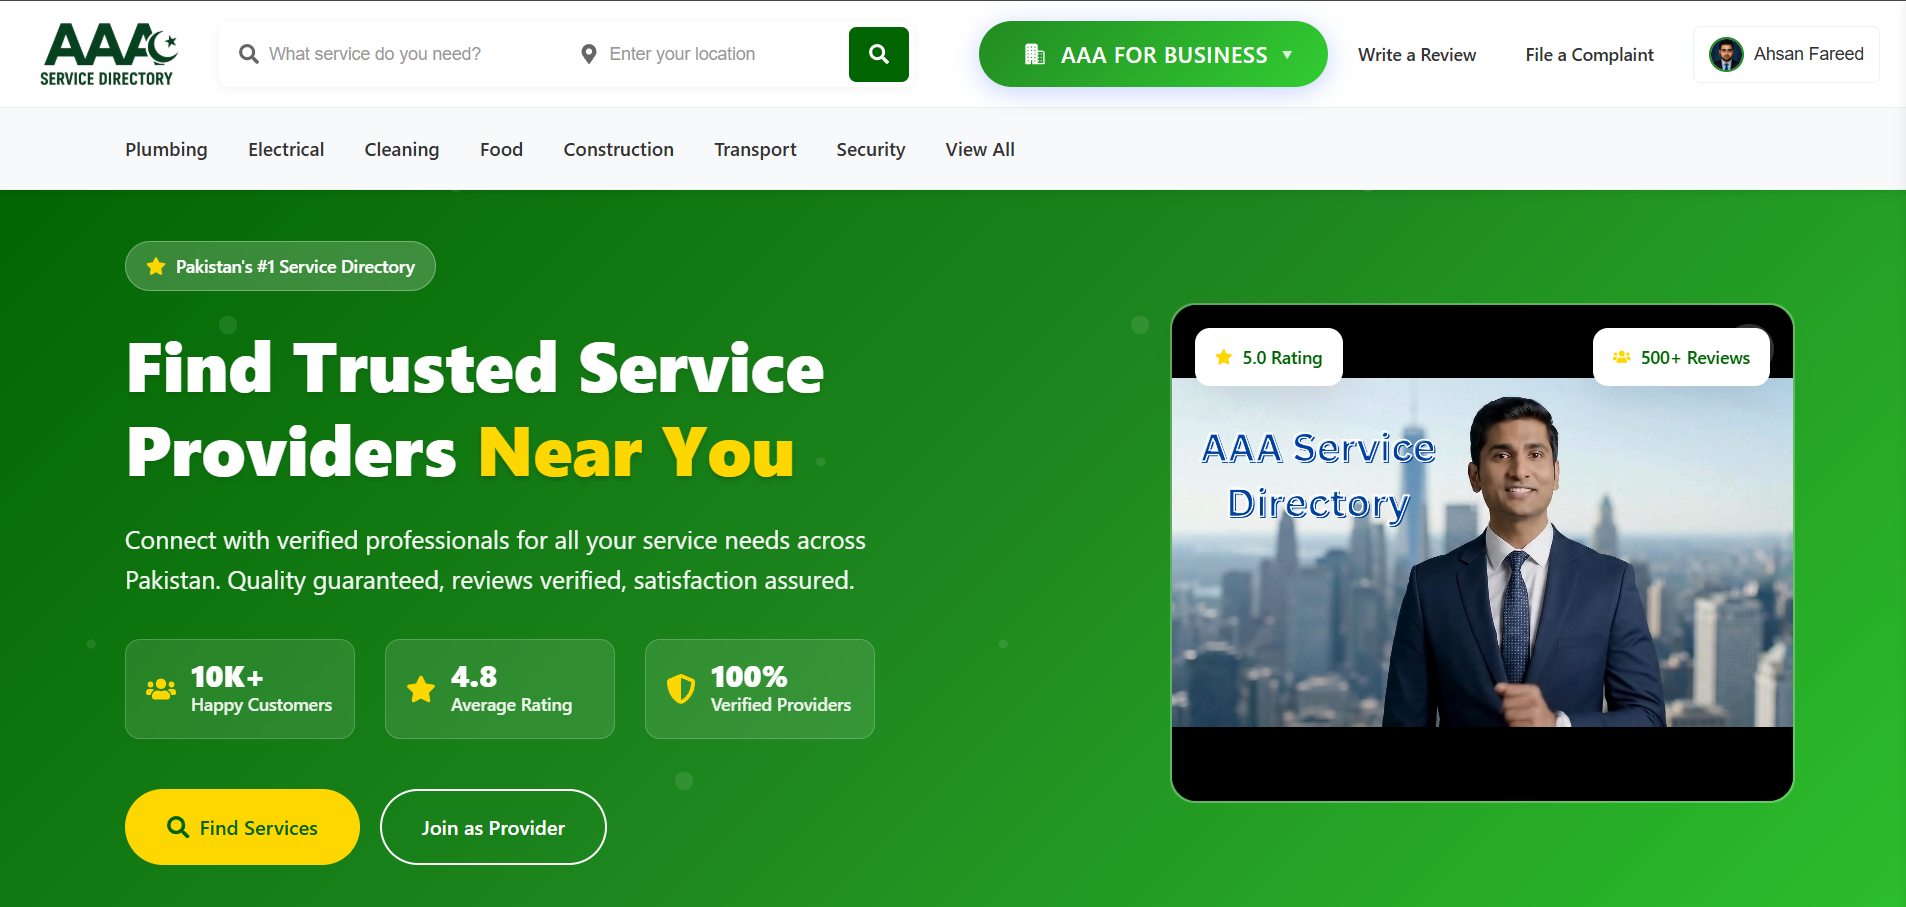 AAA
SERVICE DIRECTORY
What service do you need?
Enter your location
AAA FOR BUSINESS
Write a Review
File a Complaint
Ahsan Fareed
Plumbing
Electrical
Cleaning
Food
Construction
Transport
Security
View All
Pakistan's #1 Service Directory
Find Trusted Service
Providers Near You
Connect with verified professionals for all your service needs across
Pakistan. Quality guaranteed, reviews verified, satisfaction assured.
10K+
Happy Customers
4.8
Average Rating
100%
Verified Providers
Find Services
Join as Provider
5.0 Rating
500+ Reviews
AAA Service
Directory